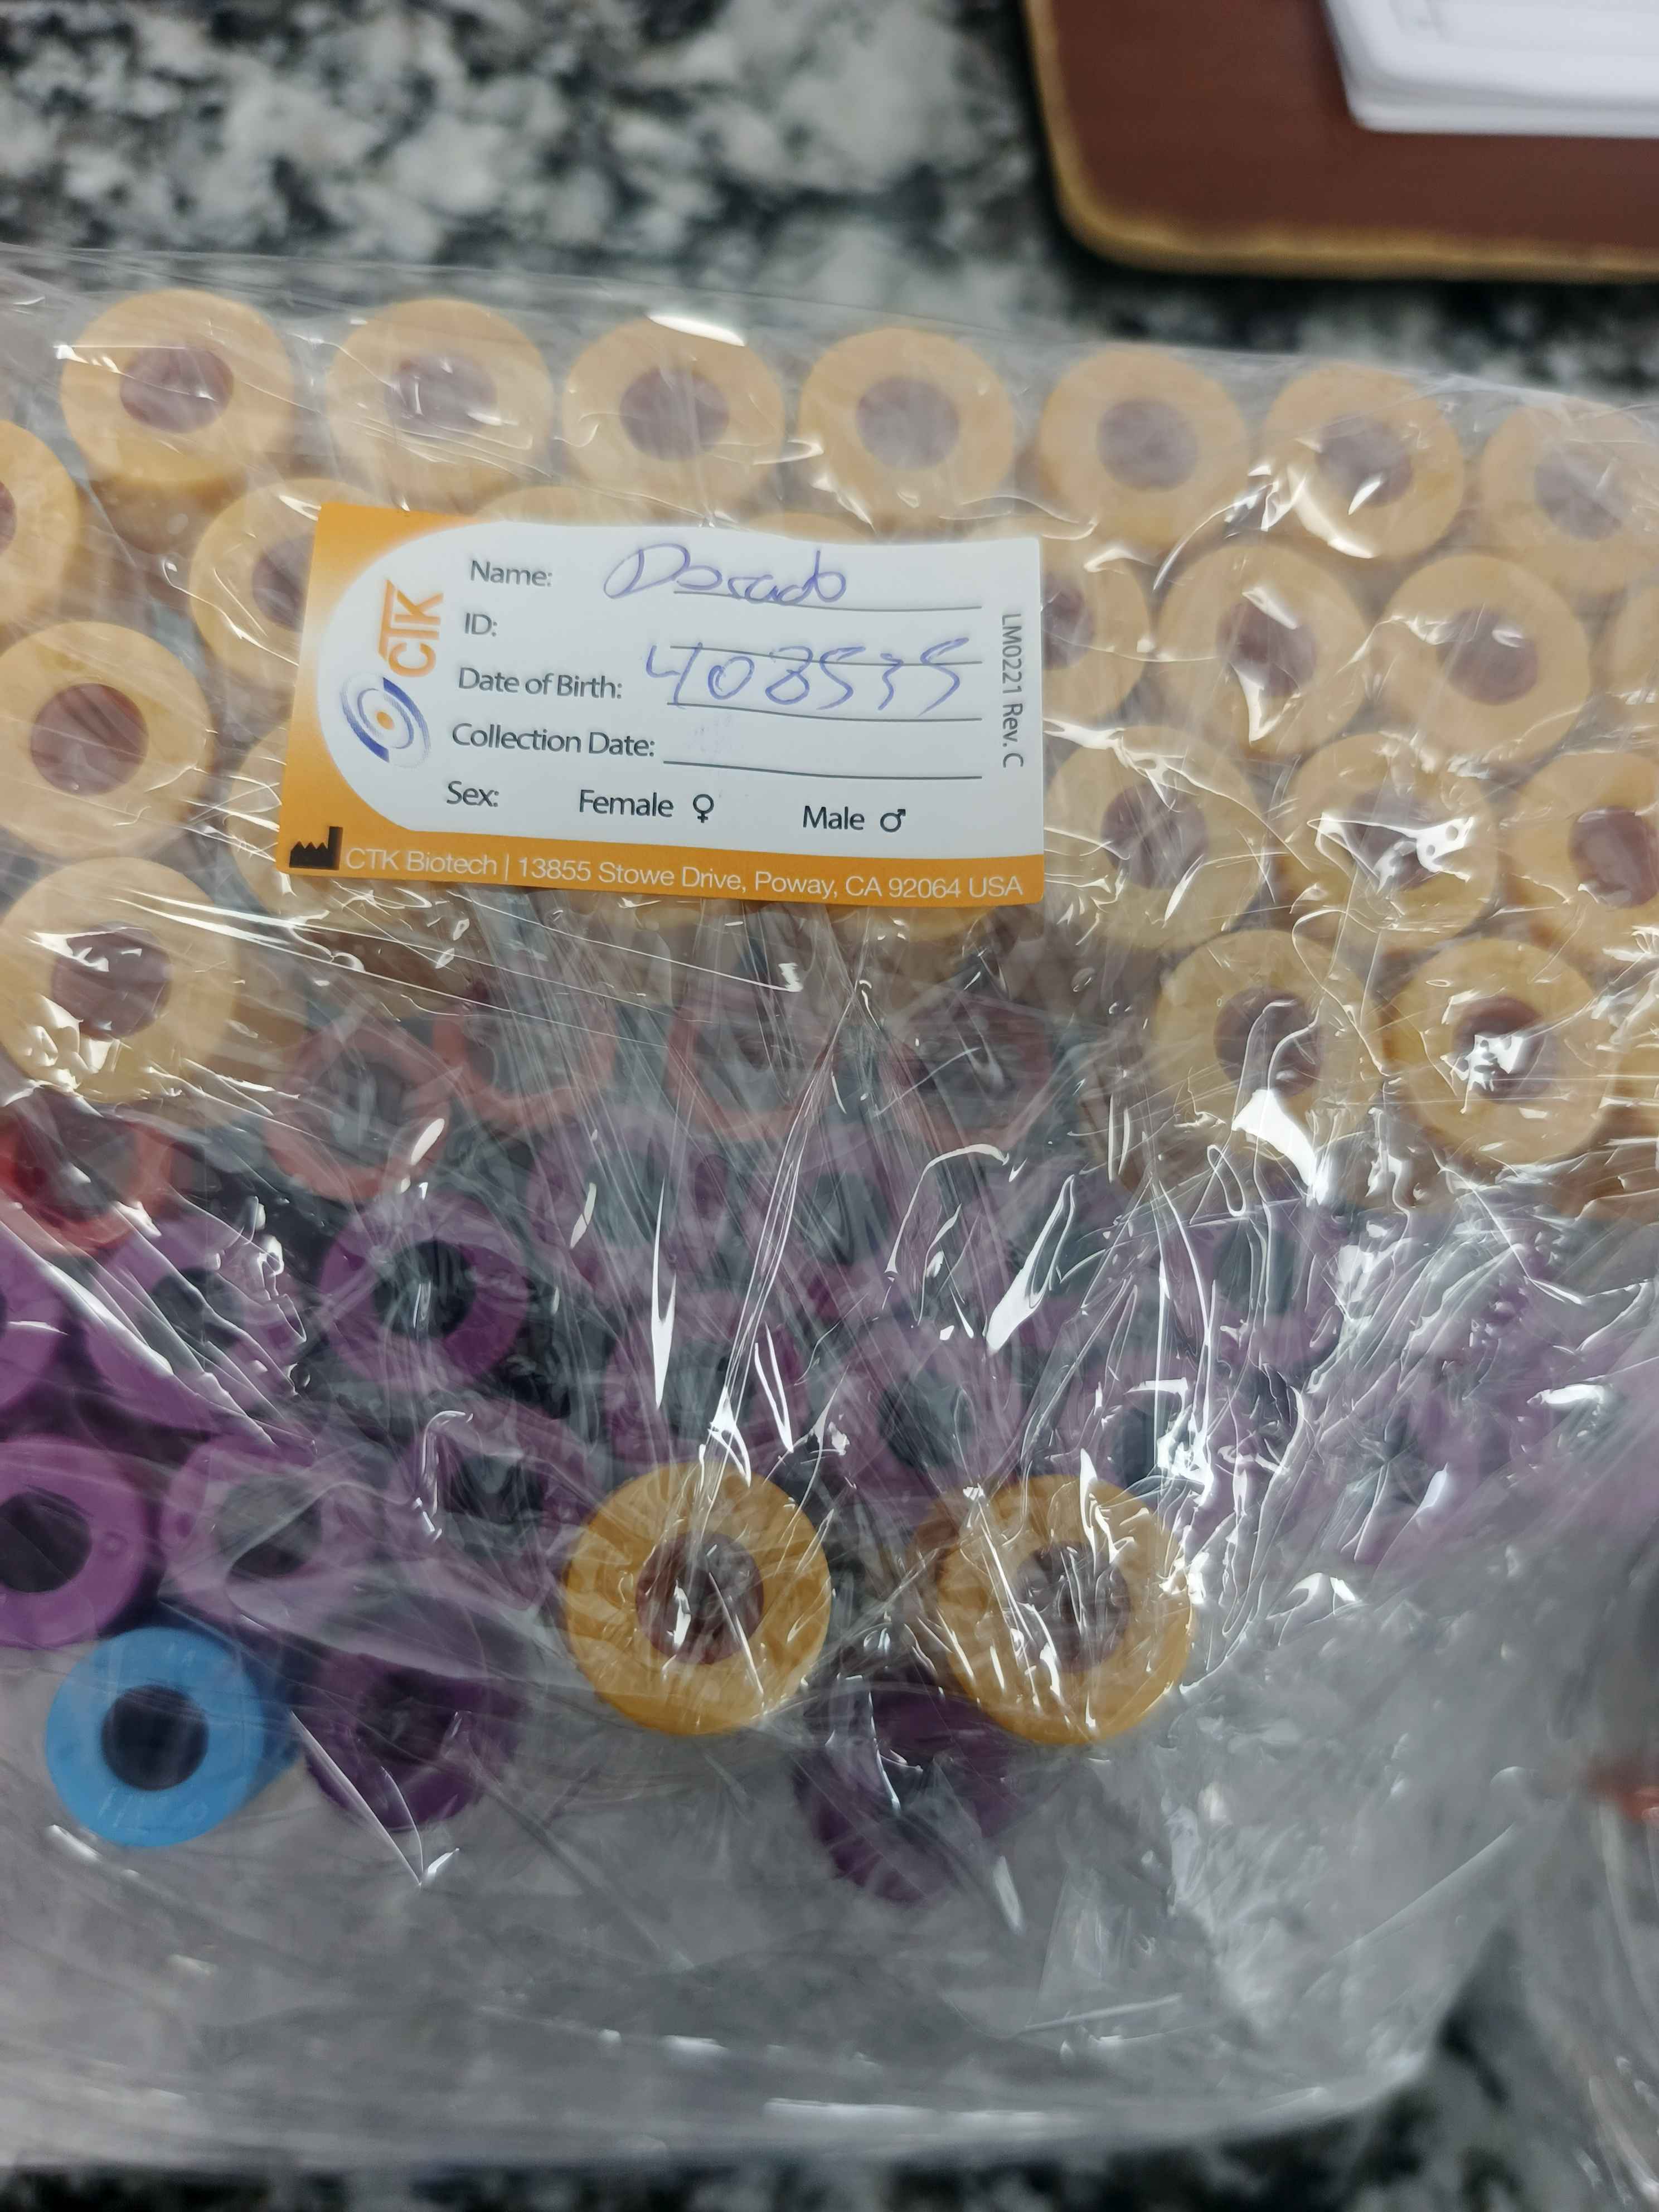 CTK
Name: Dorado
ID:
Date of Birth: 408535
Collection Date:
Sex: Female ♀ Male ♂
CTK Biotech | 13855 Stowe Drive, Poway, CA 92064 USA
LM0221 Rev. C